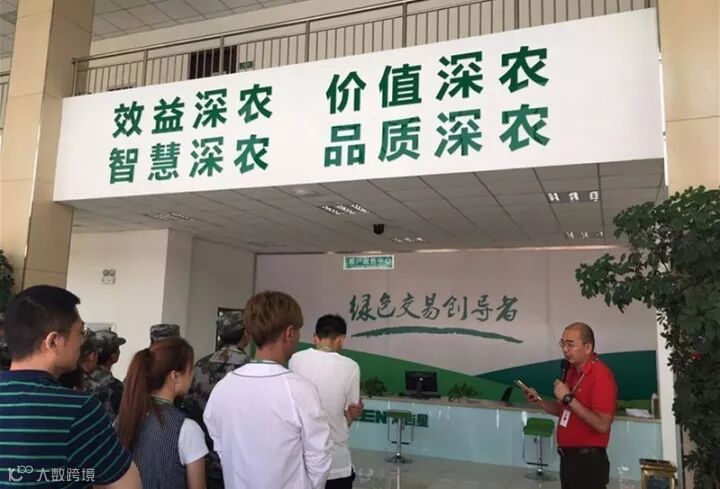 效益深农 价值深农
智慧深农 品质深农
客户服务中心
绿色交易创导者
大数跨境